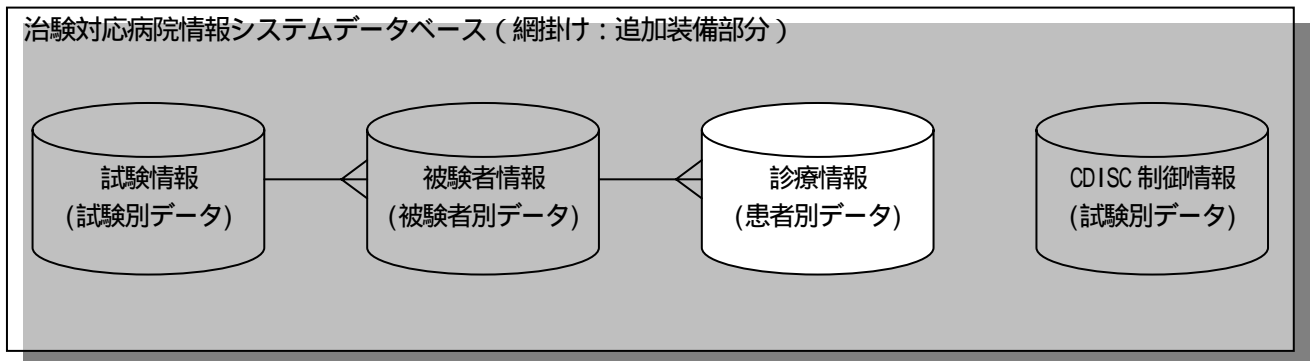 治験対応病院情報システムデータベース（網掛け：追加装備部分）
試験情報
(試験別データ)
被験者情報
(被験者別データ)
診療情報
(患者別データ)
CDISC 制御情報
(試験別データ)